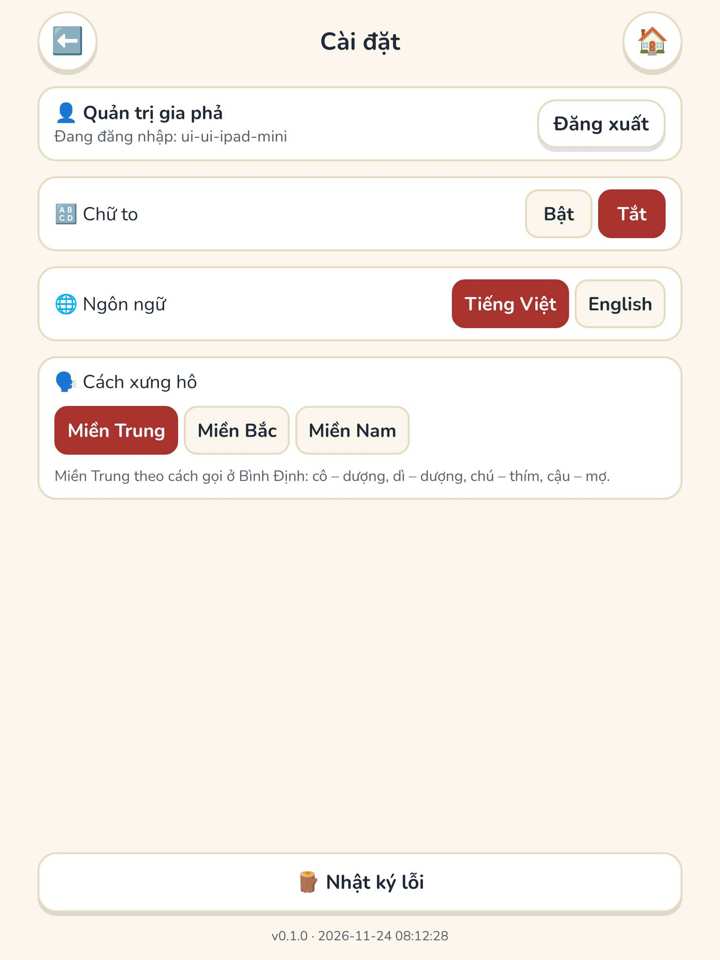 Cài đặt
Quản trị gia phả
Đang đăng nhập: ui-ui-ipad-mini
Đăng xuất
Chữ to
Bật
Tắt
Ngôn ngữ
Tiếng Việt
English
Cách xưng hô
Miền Trung
Miền Bắc
Miền Nam
Miền Trung theo cách gọi ở Bình Định: cô – dượng, dì – dượng, chú – thím, cậu – mợ.
Nhật ký lỗi
v0.1.0 · 2026-11-24 08:12:28